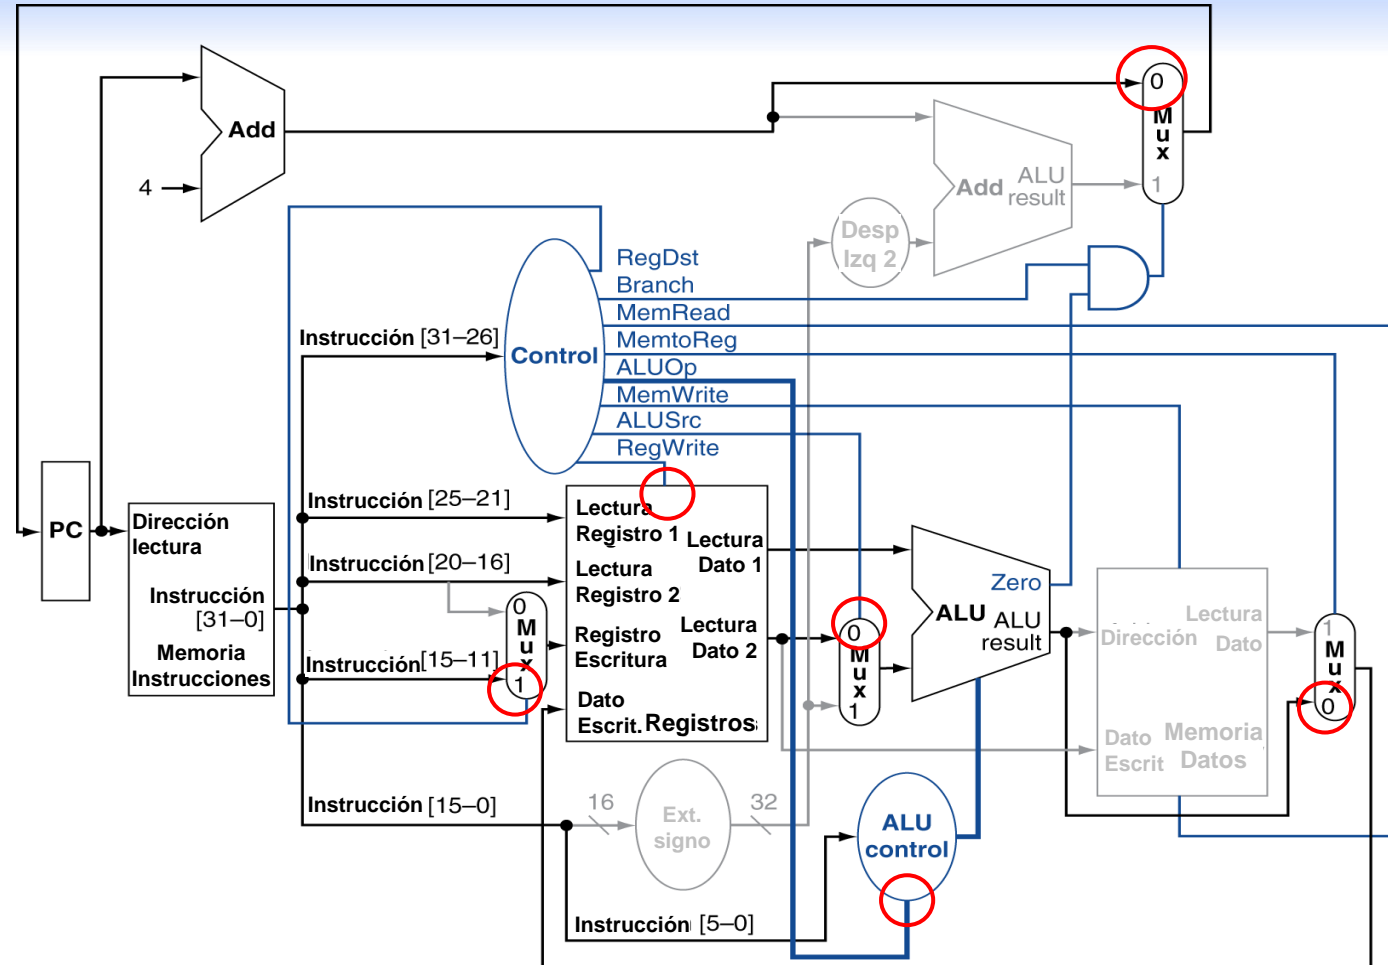 0
M
u
x
1
Add
4
Add
ALU
result
Desp
Izq 2
RegDst
Branch
MemRead
MemtoReg
ALUOp
MemWrite
ALUSrc
RegWrite
Control
Instrucción [31–26]
Instrucción [25–21]
Instrucción [20–16]
Instrucción [15–11]
PC
Dirección
lectura
Instrucción
[31–0]
Memoria
Instrucciones
0
M
u
x
1
Lectura
Registro 1
Lectura
Registro 2
Registro
Escritura
Dato
Escrit.
Registros
Lectura
Dato 1
Lectura
Dato 2
0
M
u
x
1
Zero
ALU
ALU
result
Dirección
Lectura
Dato
Dato
Escrit
Memoria
Datos
1
M
u
x
0
Instrucción [15–0]
16
Ext.
signo
32
ALU
control
Instrucción [5–0]